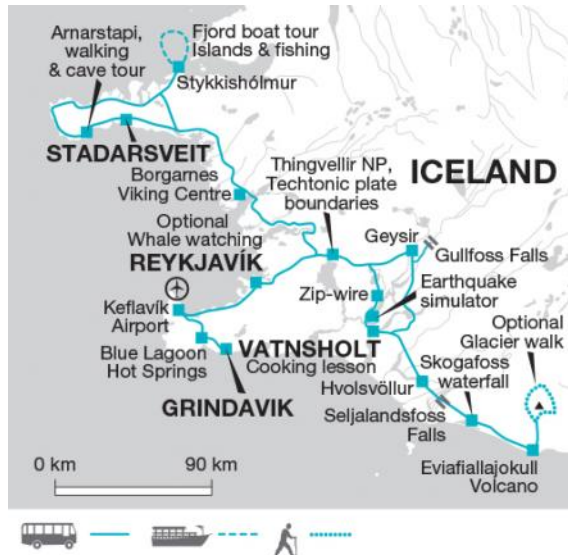 Arnarstapi,
walking
& cave tour
Fjord boat tour
Islands & fishing
Stykkishólmur
STADARSVEIT
Borgarnes
Viking Centre
Thingvellir NP,
Techtonic plate
boundaries
ICELAND
Optional
Whale watching
REYKJAVÍK
Geysir
Gullfoss Falls
Keflavík
Airport
Zip-wire
Earthquake
simulator
Blue Lagoon
Hot Springs
VATNSHOLT
Cooking lesson
GRINDAVIK
Optional
Glacier walk
Skogafoss
waterfall
Hvolsvöllur
Seljalandsfoss
Falls
Eviafiallajokull
Volcano
0 km
90 km